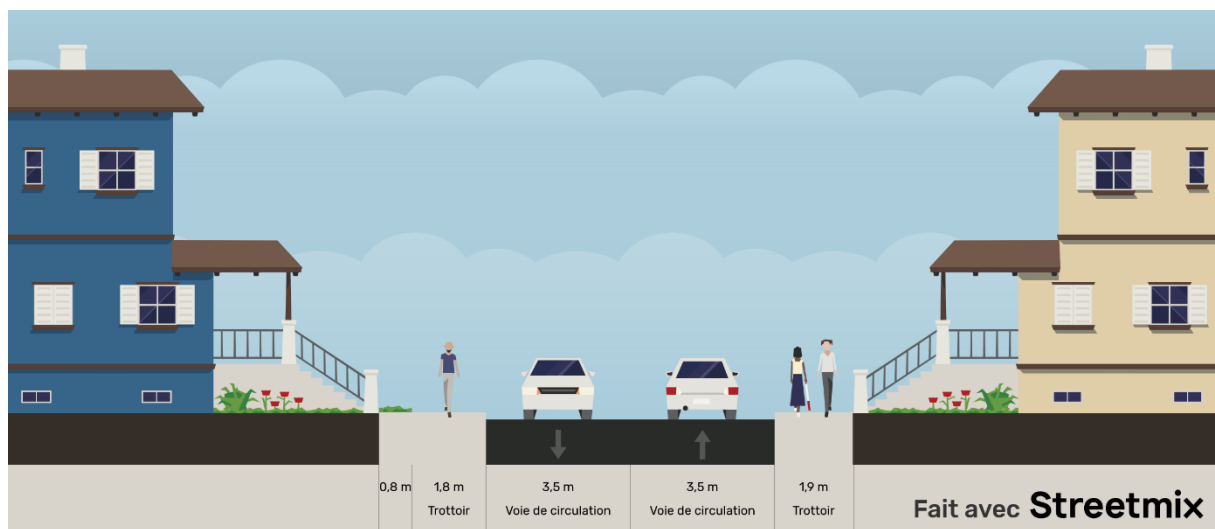 0,8 m
1,8 m
Trottoir
3,5 m
Voie de circulation
3,5 m
Voie de circulation
1,9 m
Trottoir
Fait avec Streetmix